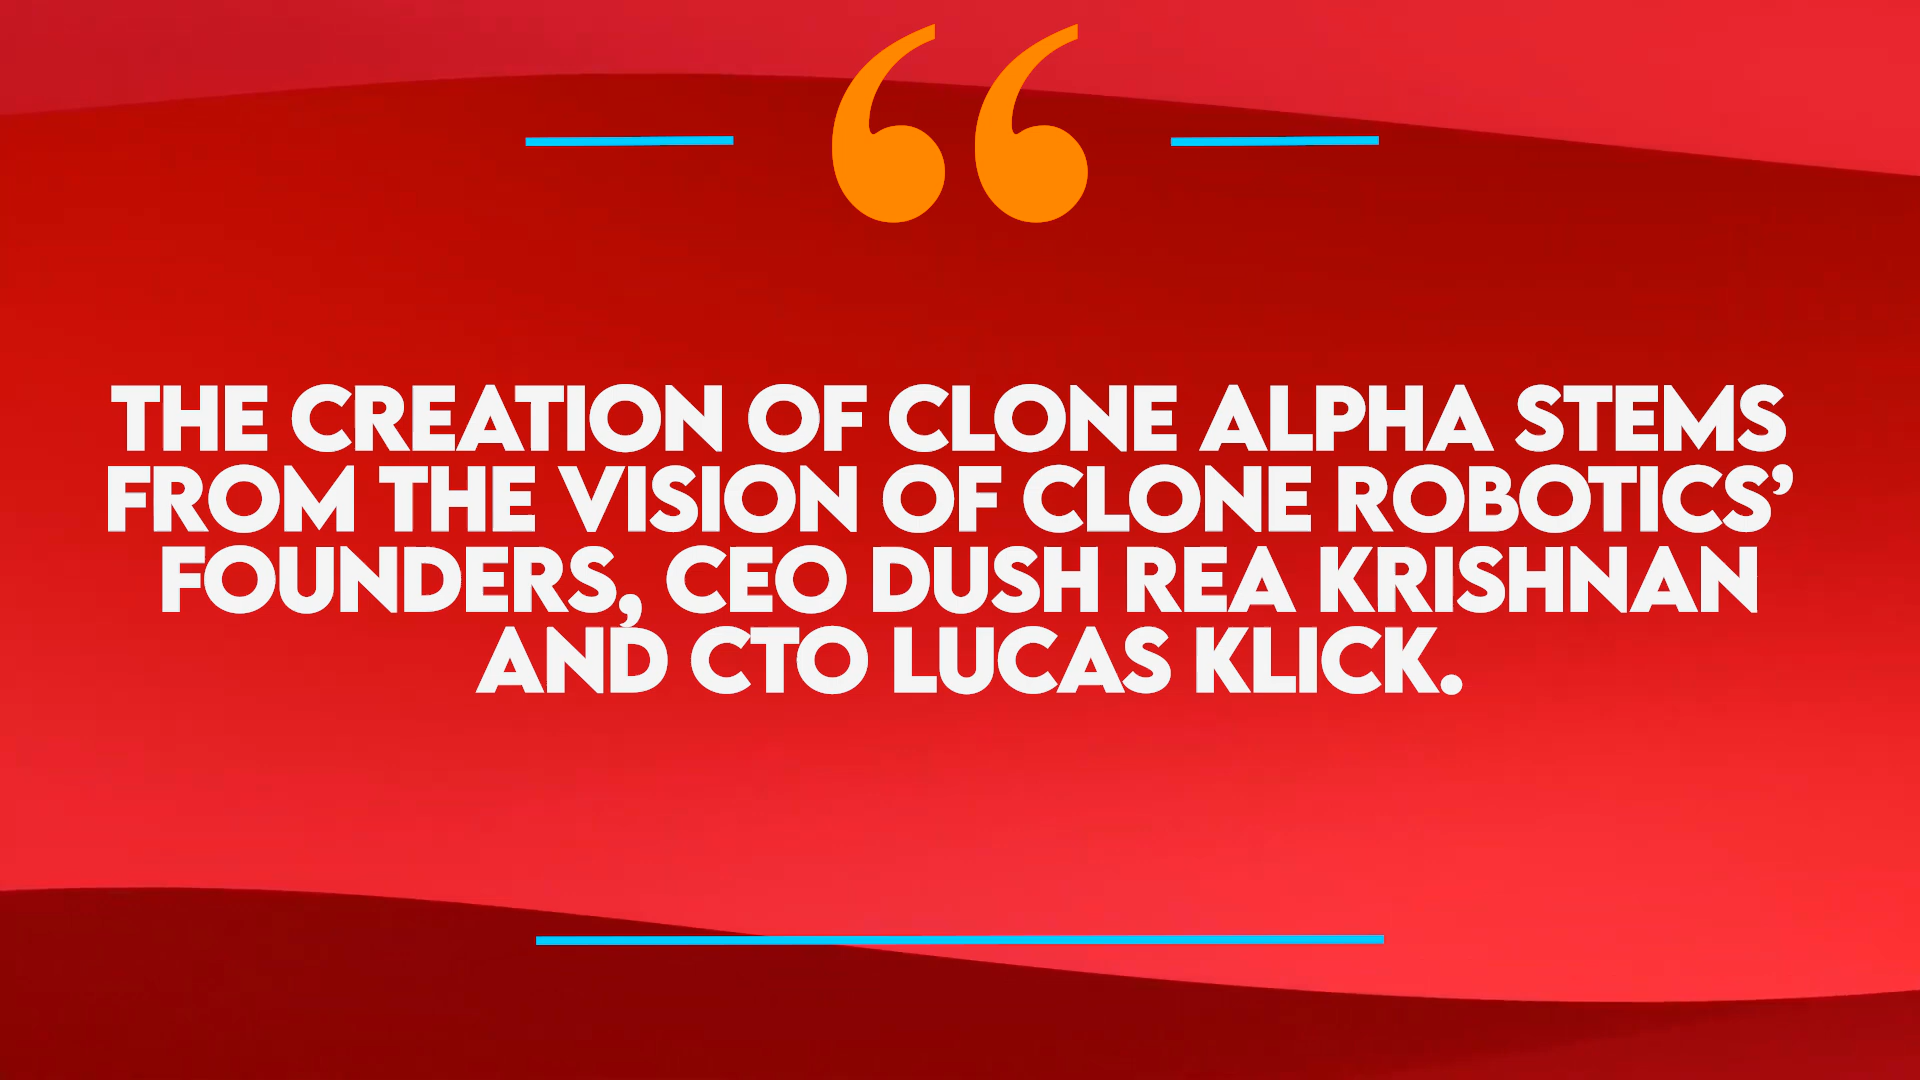 “
THE CREATION OF CLONE ALPHA STEMS
FROM THE VISION OF CLONE ROBOTICS’
FOUNDERS, CEO DUSH REA KRISHNAN
AND CTO LUCAS KLICK.